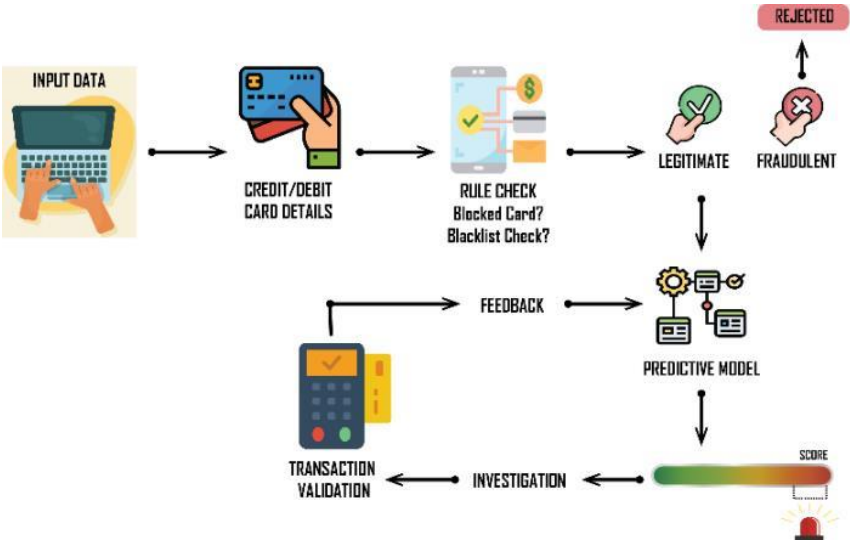 REJECTED
INPUT DATA
CREDIT/DEBIT
CARD DETAILS
RULE CHECK
Blocked Card?
Blacklist Check?
LEGITIMATE
FRAUDULENT
FEEDBACK
PREDICTIVE MODEL
SCORE
INVESTIGATION
TRANSACTION
VALIDATION